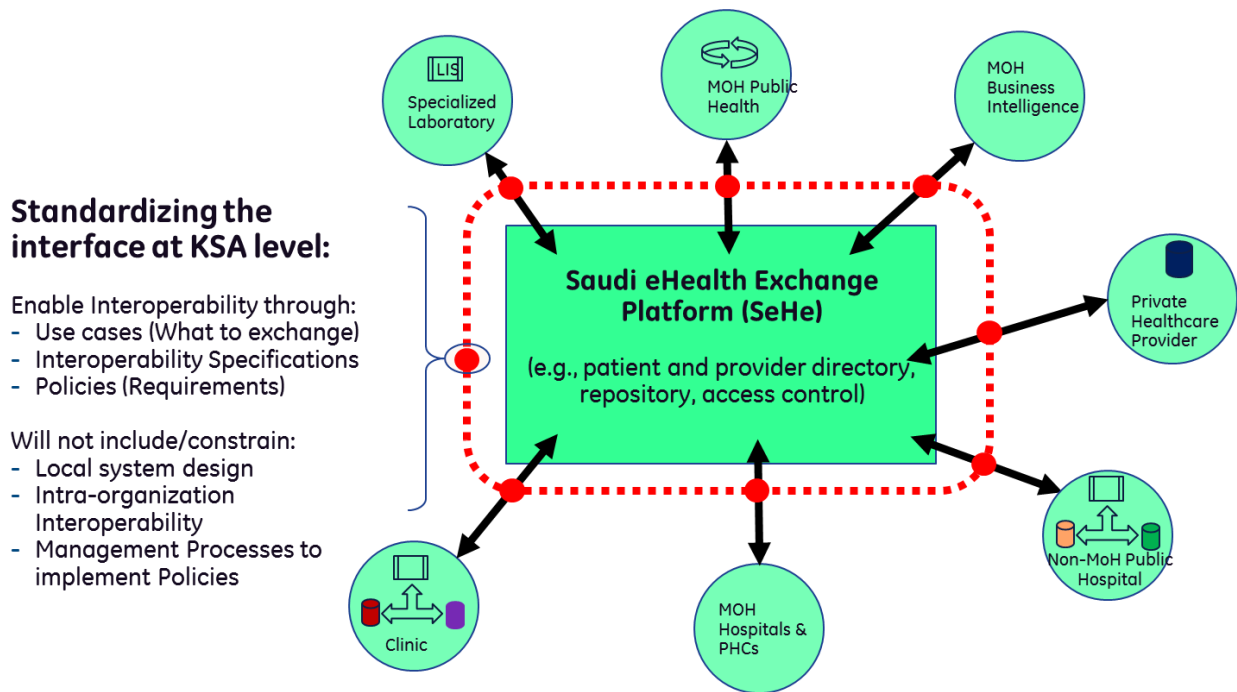 LIS
Specialized
Laboratory
MOH Public
Health
MOH
Business
Intelligence
Standardizing the
interface at KSA level:
Enable Interoperability through:
- Use cases (What to exchange)
- Interoperability Specifications
- Policies (Requirements)
Will not include/constrain:
- Local system design
- Intra-organization
Interoperability
- Management Processes to
implement Policies
Saudi eHealth Exchange
Platform (SeHe)
(e.g., patient and provider directory,
repository, access control)
Private
Healthcare
Provider
Non-MoH Public
Hospital
MOH
Hospitals &
PHCs
Clinic